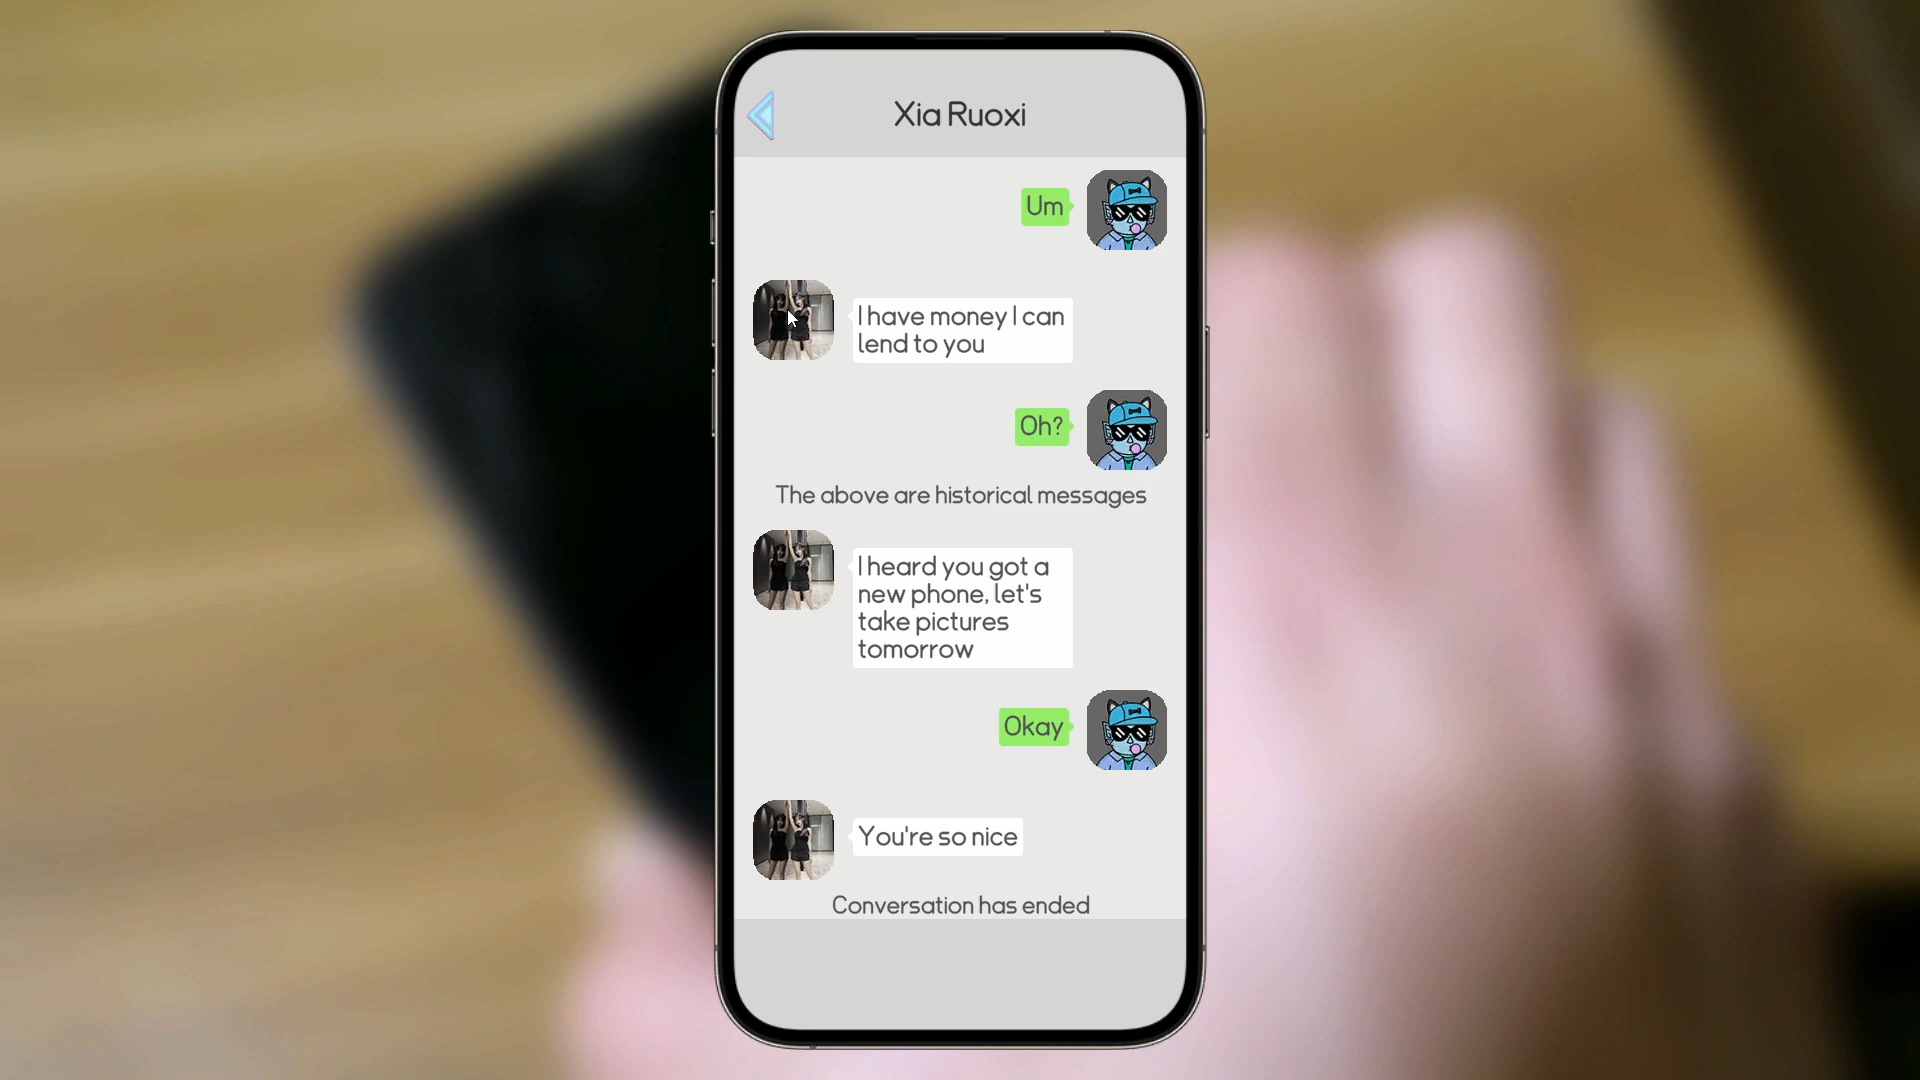 Xia Ruoxi
Um
I have money I can
lend to you
Oh?
The above are historical messages
I heard you got a
new phone, let's
take pictures
tomorrow
Okay
You're so nice
Conversation has ended